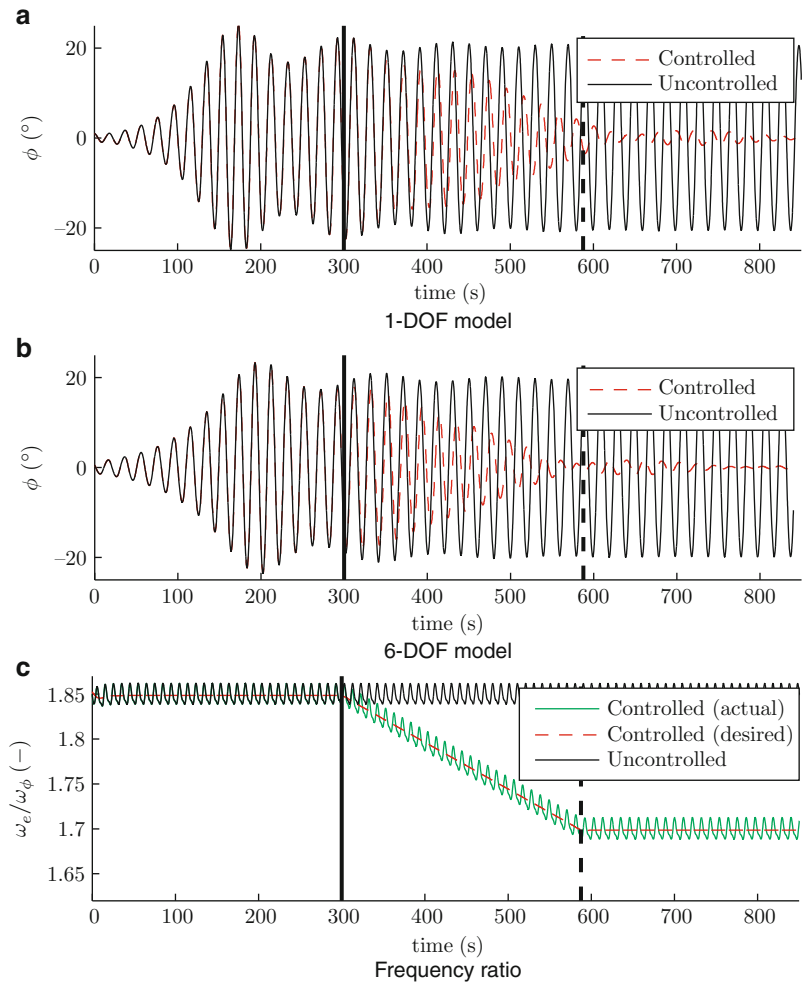 a
20
0
−20
ϕ (°)
Controlled
Uncontrolled
0 100 200 300 400 500 600 700 800
time (s)
1-DOF model
b
20
0
−20
ϕ (°)
Controlled
Uncontrolled
0 100 200 300 400 500 600 700 800
time (s)
6-DOF model
c
1.85
1.8
1.75
1.7
1.65
ωe/ωϕ (−)
Controlled (actual)
Controlled (desired)
Uncontrolled
0 100 200 300 400 500 600 700 800
time (s)
Frequency ratio